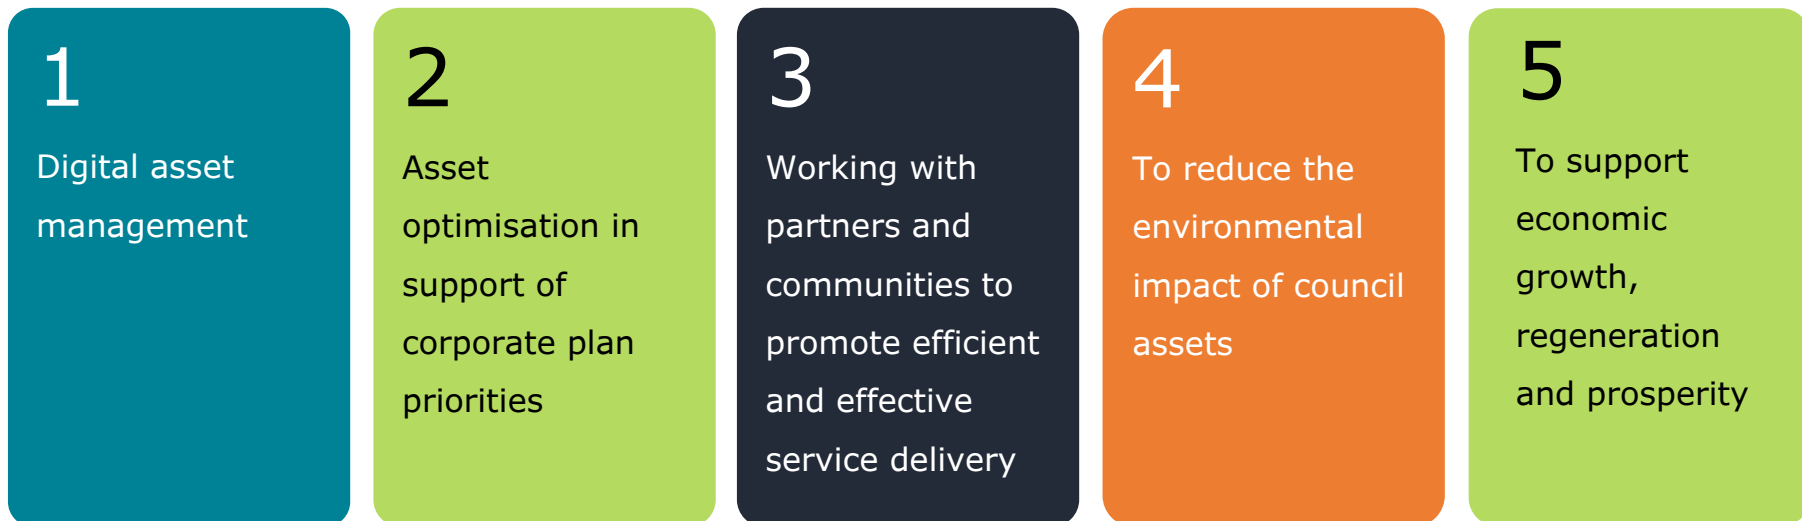 1
Digital asset
management
2
Asset
optimisation in
support of
corporate plan
priorities
3
Working with
partners and
communities to
promote efficient
and effective
service delivery
4
To reduce the
environmental
impact of council
assets
5
To support
economic
growth,
regeneration
and prosperity